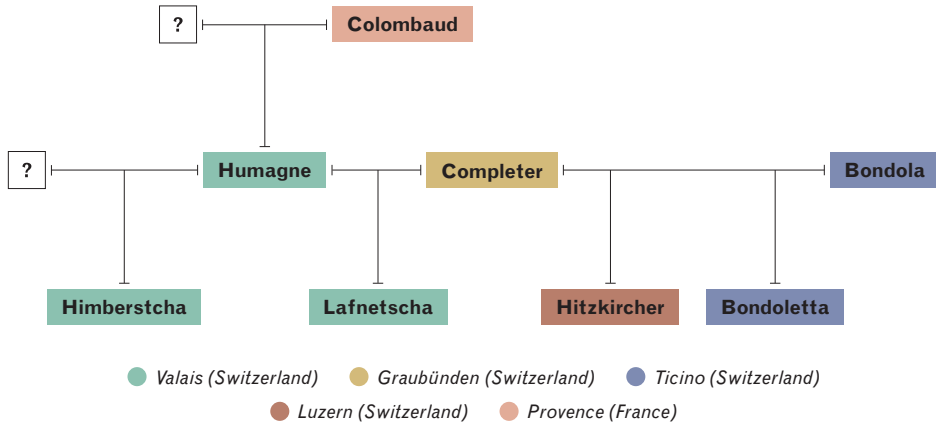 ? Colombaud
? Humagne Completer Bondola
Himberstcha Lafnetscha Hitzkircher Bondoletta
Valais (Switzerland) Graubünden (Switzerland) Ticino (Switzerland)
Luzern (Switzerland) Provence (France)